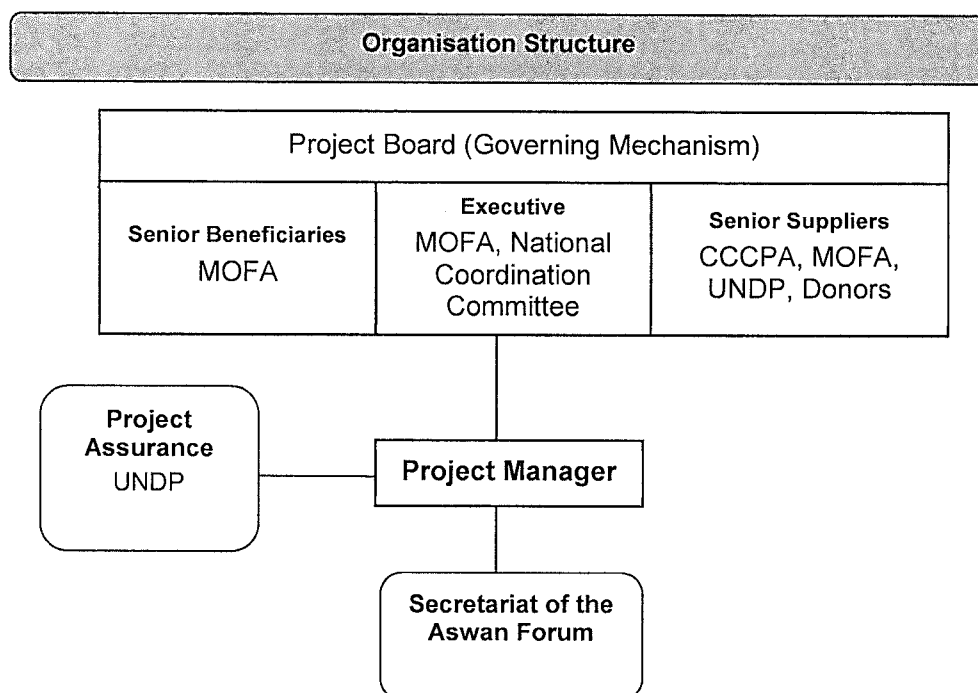 Organisation Structure
Project Board (Governing Mechanism)
Senior Beneficiaries
MOFA
Executive
MOFA, National
Coordination
Committee
Senior Suppliers
CCCPA, MOFA,
UNDP, Donors
Project
Assurance
UNDP
Project Manager
Secretariat of the
Aswan Forum